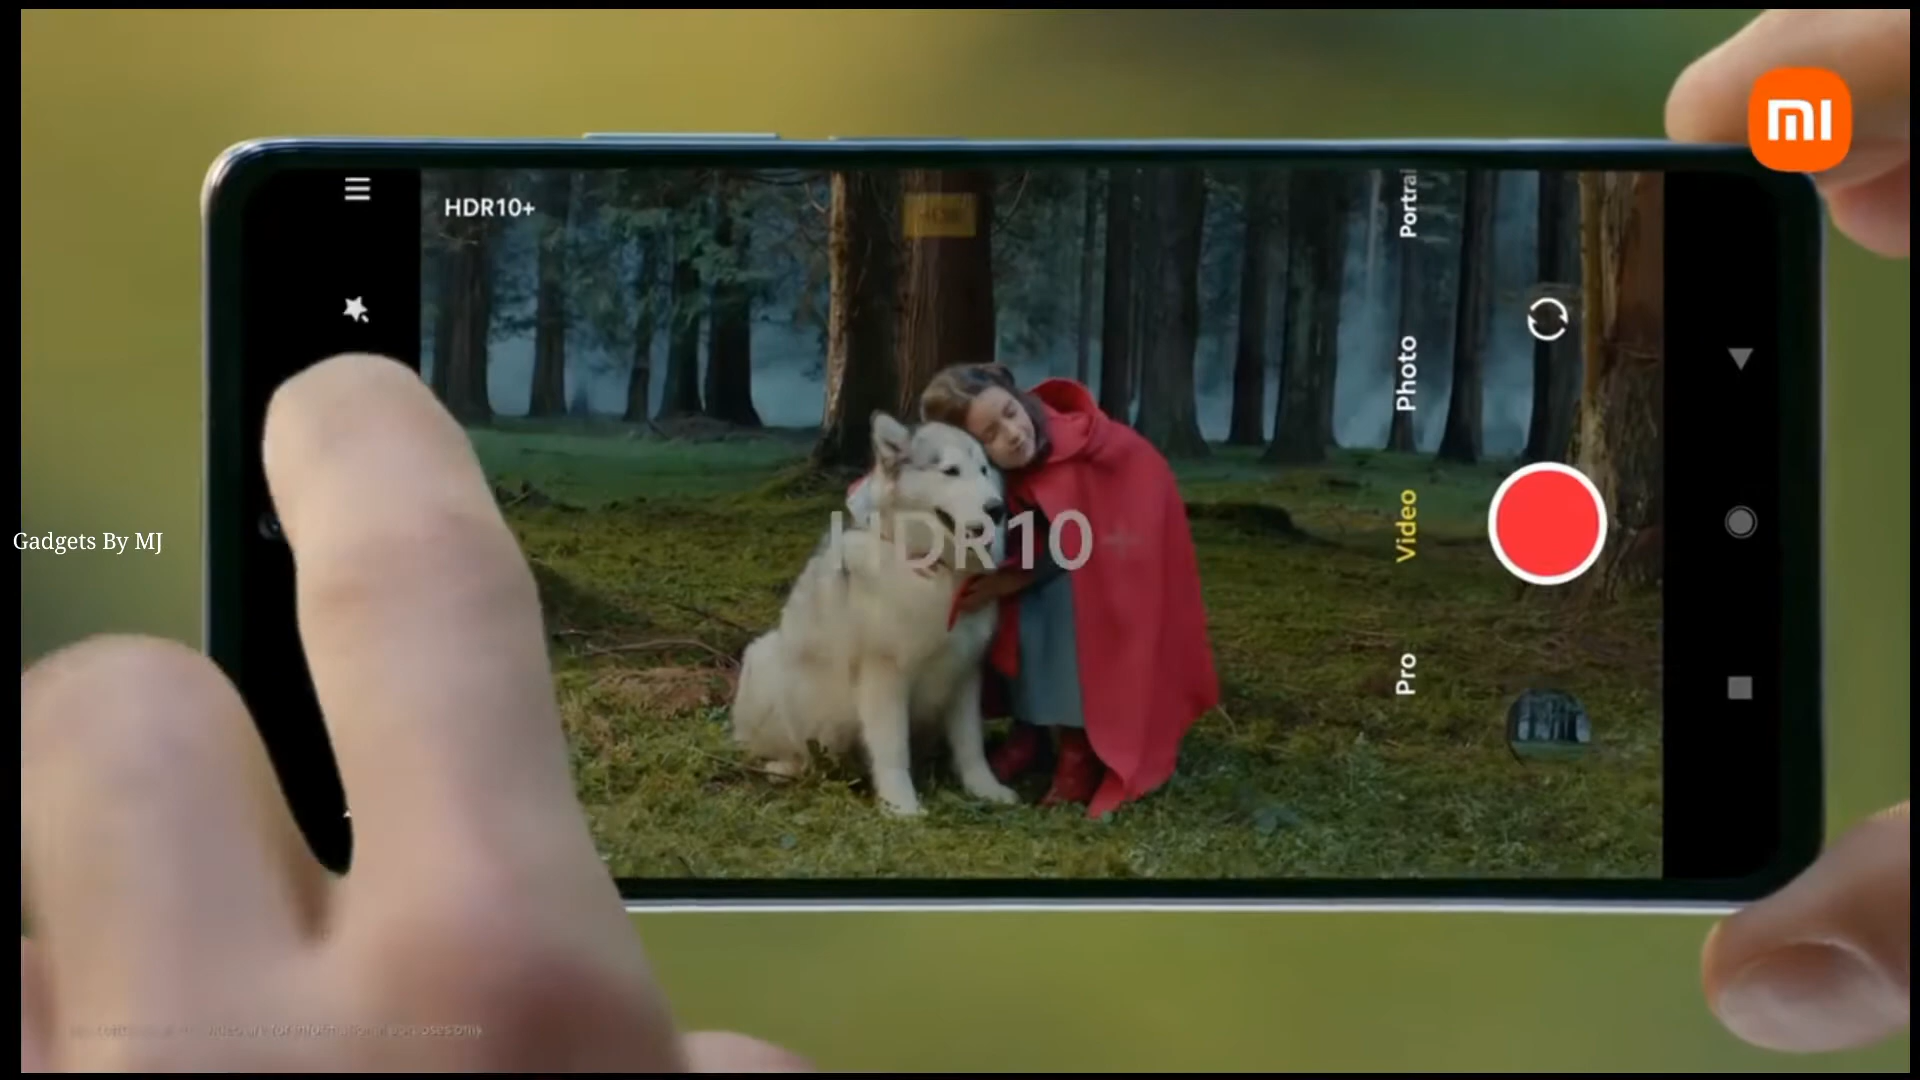 mi
HDR10+
Portrai
Photo
HDR10+
Video
Gadgets By MJ
Pro